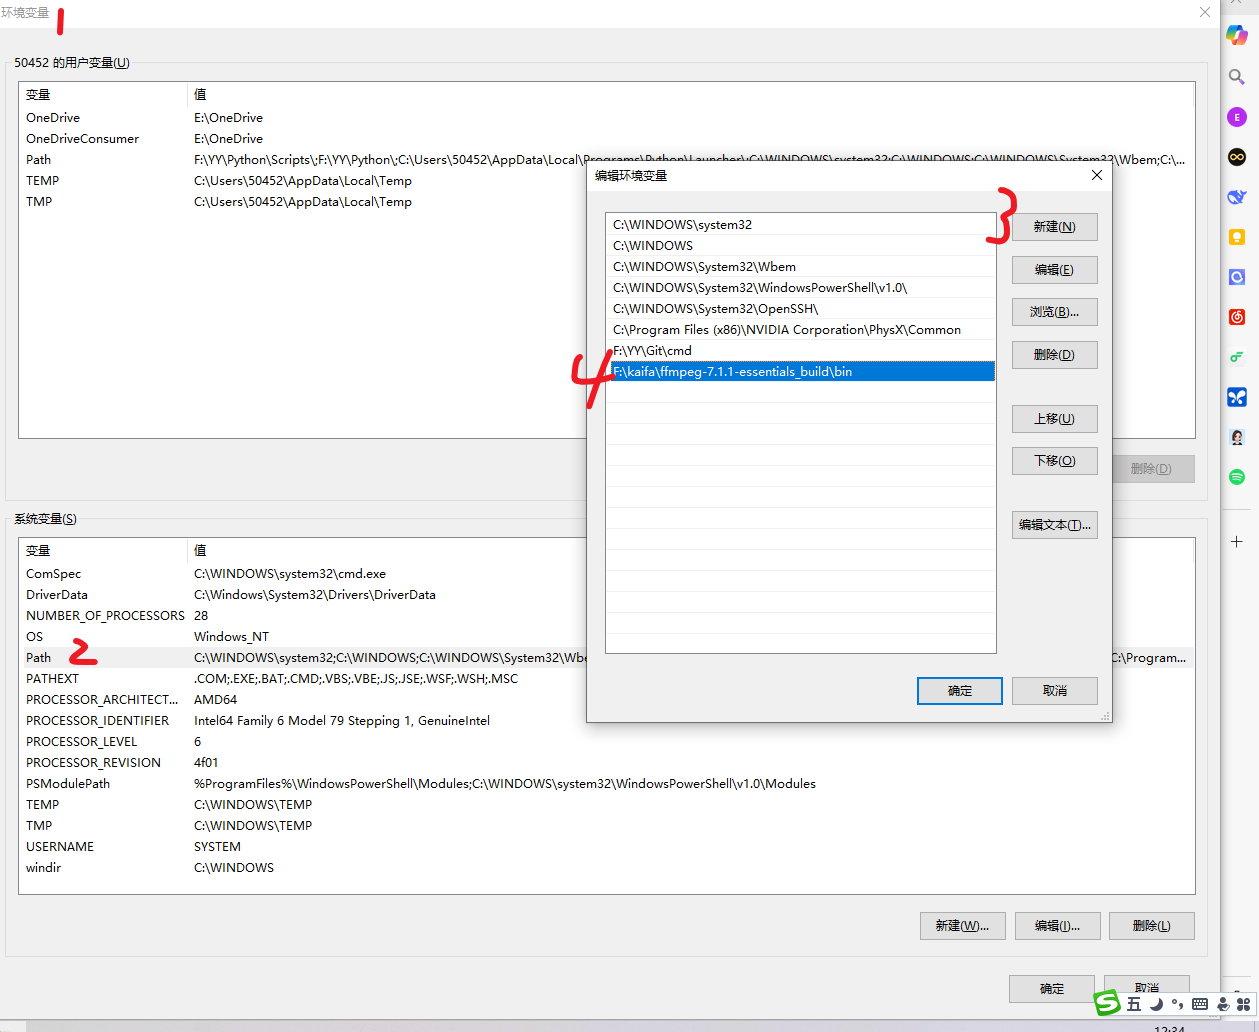 环境变量
1
50452 的用户变量(U)
变量 值
OneDrive E:\OneDrive
OneDriveConsumer E:\OneDrive
Path F:\YY\Python\Scripts\;F:\YY\Python\;C:\Users\50452\AppData\Local\Programs\Python\Launcher\;C:\WINDOWS\system32;C:\WINDOWS;C:\WINDOWS\System32\Wbem;C:\...
TEMP C:\Users\50452\AppData\Local\Temp
TMP C:\Users\50452\AppData\Local\Temp
编辑环境变量
3
C:\WINDOWS\system32 新建(N)
C:\WINDOWS
C:\WINDOWS\System32\Wbem 编辑(E)
C:\WINDOWS\System32\WindowsPowerShell\v1.0\
C:\WINDOWS\System32\OpenSSH\ 浏览(B)...
C:\Program Files (x86)\NVIDIA Corporation\PhysX\Common
F:\YY\Git\cmd 删除(D)
4 F:\kaifa\ffmpeg-7.1.1-essentials_build\bin
上移(U)
下移(O)
编辑文本(T)...
确定 取消
删除(D)
系统变量(S)
变量 值
ComSpec C:\WINDOWS\system32\cmd.exe
DriverData C:\Windows\System32\Drivers\DriverData
NUMBER_OF_PROCESSORS 28
OS Windows_NT
Path 2 C:\WINDOWS\system32;C:\WINDOWS;C:\WINDOWS\System32\Wbe C:\Program...
PATHEXT .COM;.EXE;.BAT;.CMD;.VBS;.VBE;.JS;.JSE;.WSF;.WSH;.MSC
PROCESSOR_ARCHITECT... AMD64
PROCESSOR_IDENTIFIER Intel64 Family 6 Model 79 Stepping 1, GenuineIntel
PROCESSOR_LEVEL 6
PROCESSOR_REVISION 4f01
PSModulePath %ProgramFiles%\WindowsPowerShell\Modules;C:\WINDOWS\system32\WindowsPowerShell\v1.0\Modules
TEMP C:\WINDOWS\TEMP
TMP C:\WINDOWS\TEMP
USERNAME SYSTEM
windir C:\WINDOWS
新建(W)... 编辑(I)... 删除(L)
确定 取消
S 五
E
12:34